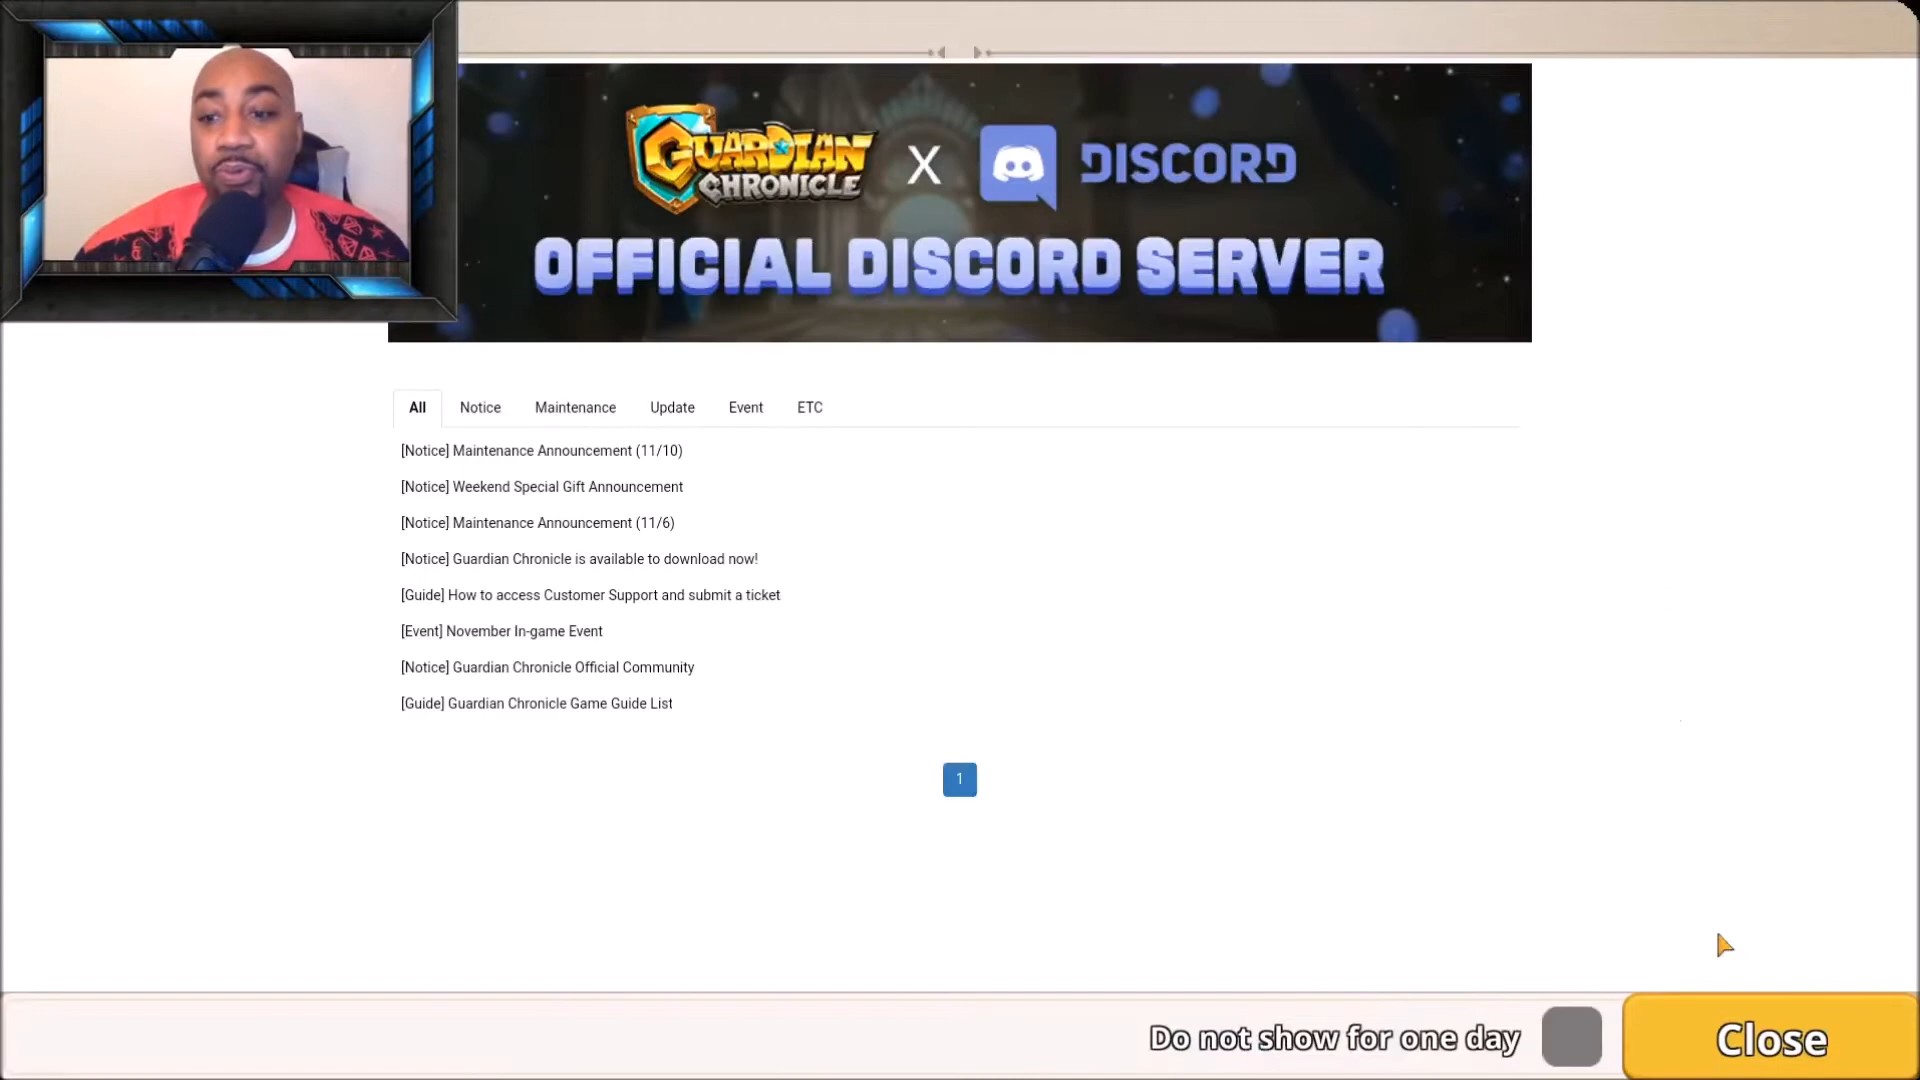 GUARDIAN
CHRONICLE
X
DISCORD
OFFICIAL DISCORD SERVER
All Notice Maintenance Update Event ETC
[Notice] Maintenance Announcement (11/10)
[Notice] Weekend Special Gift Announcement
[Notice] Maintenance Announcement (11/6)
[Notice] Guardian Chronicle is available to download now!
[Guide] How to access Customer Support and submit a ticket
[Event] November In-game Event
[Notice] Guardian Chronicle Official Community
[Guide] Guardian Chronicle Game Guide List
1
Do not show for one day
Close